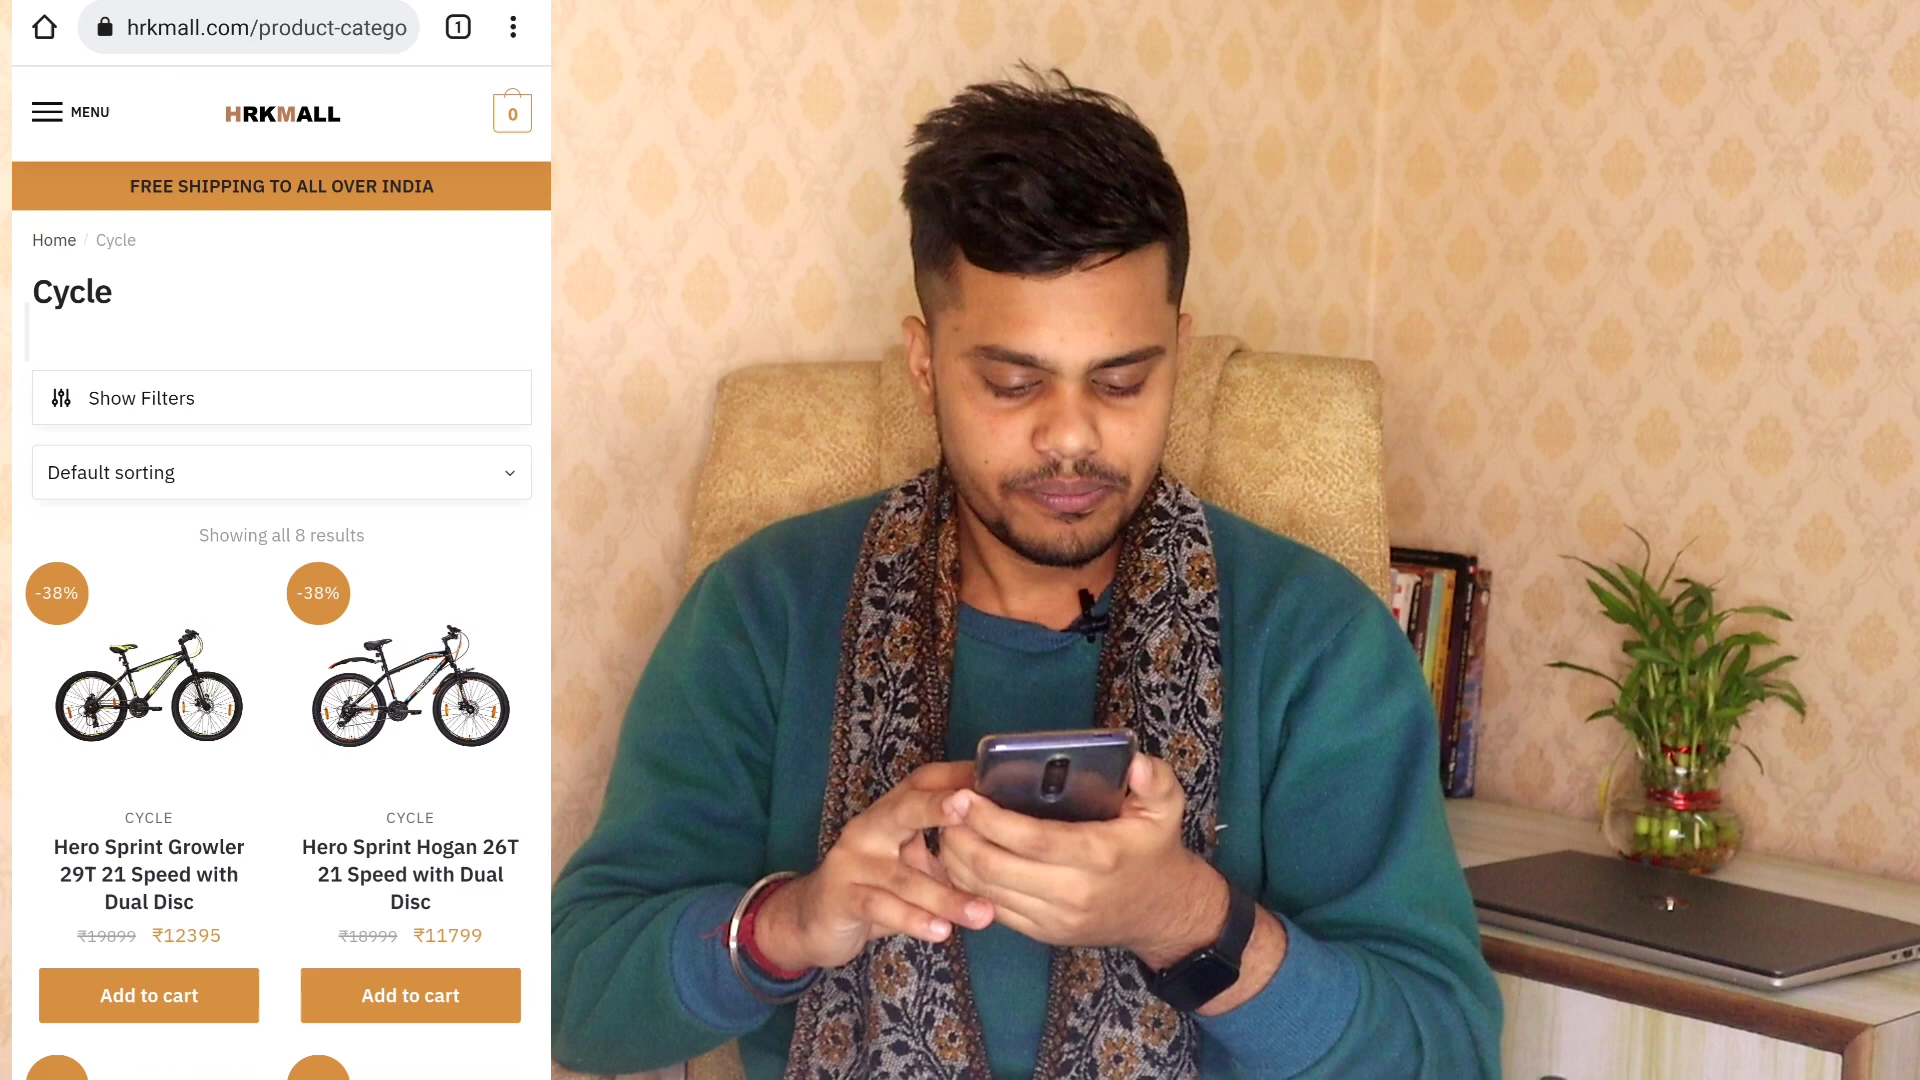 hrkmall.com/product-catego
1
MENU
HRKMALL
0
FREE SHIPPING TO ALL OVER INDIA
Home / Cycle
Cycle
Show Filters
Default sorting
Showing all 8 results
-38%
-38%
CYCLE
Hero Sprint Growler
29T 21 Speed with
Dual Disc
₹19899 ₹12395
Add to cart
CYCLE
Hero Sprint Hogan 26T
21 Speed with Dual
Disc
₹18999 ₹11799
Add to cart